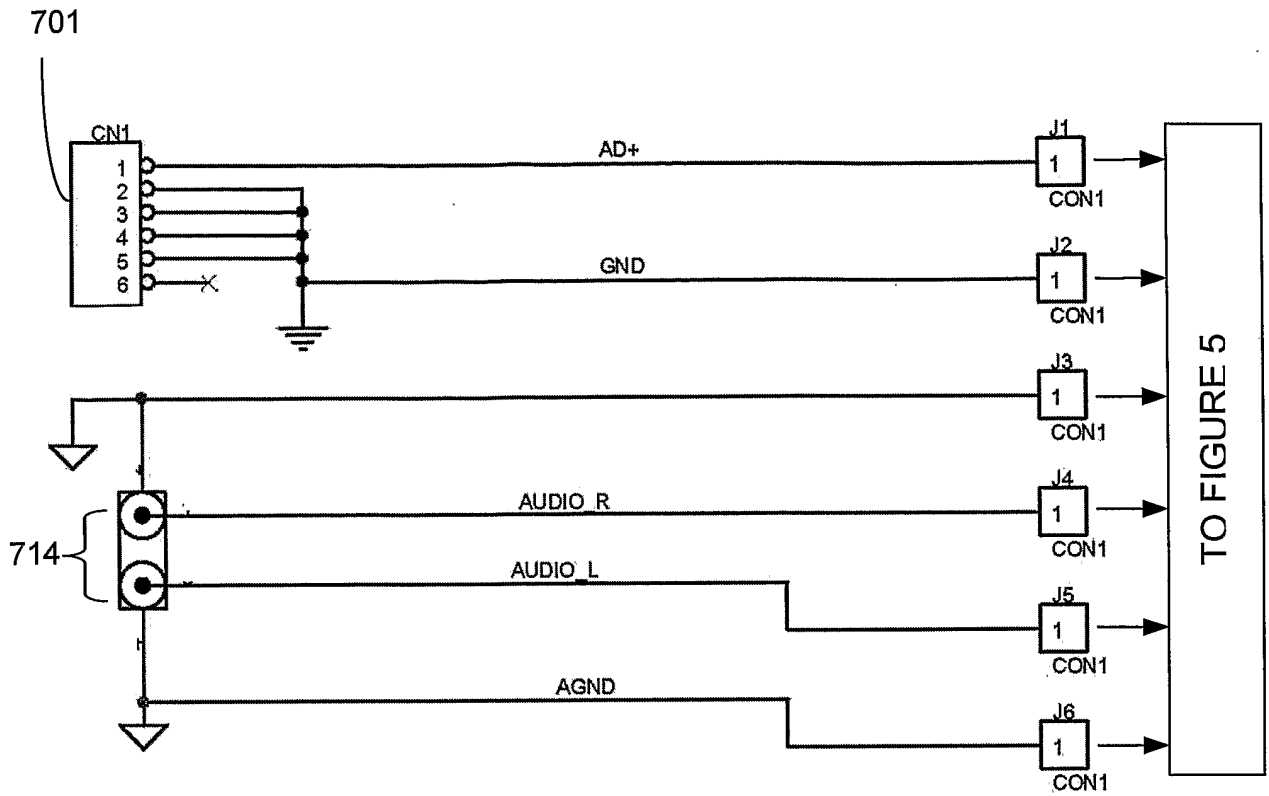 701
CN1
1
2
3
4
5
6
AD+
J1
1
CON1
GND
J2
1
CON1
J3
1
CON1
714
AUDIO_R
J4
1
CON1
AUDIO_L
J5
1
CON1
AGND
J6
1
CON1
TO FIGURE 5